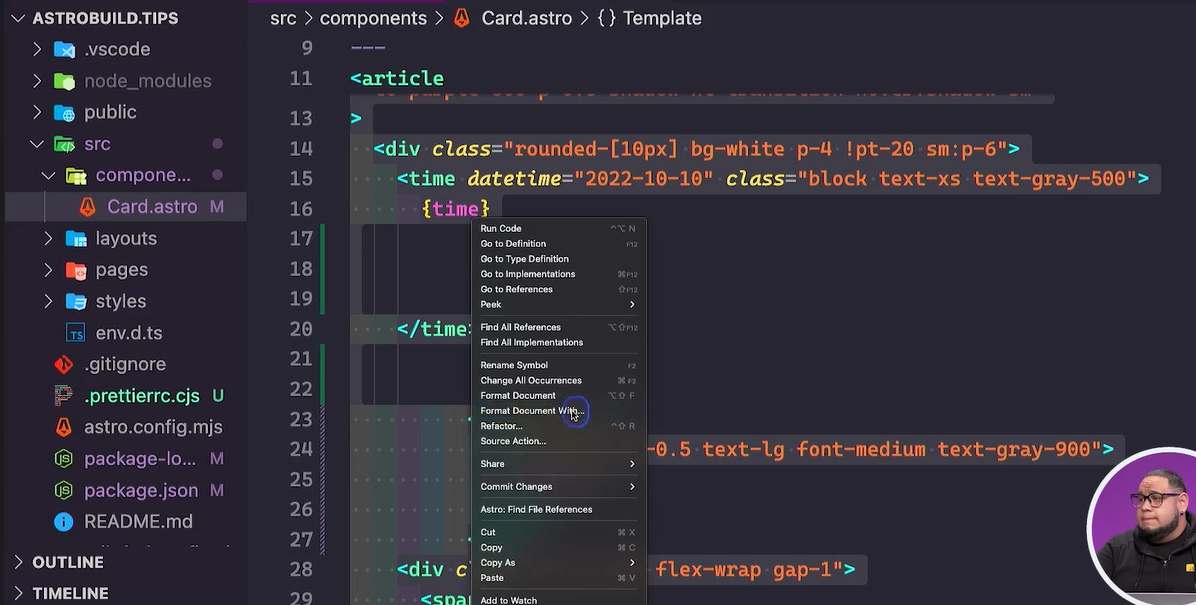 ASTROBUILD.TIPS
.vscode
node_modules
public
src
compone...
Card.astro M
layouts
pages
styles
env.d.ts
.gitignore
.prettierrc.cjs U
astro.config.mjs
package-lo... M
package.json M
README.md
OUTLINE
TIMELINE
src > components > Card.astro > {} Template
9 ---
11 <article
13 >
14 <div class="rounded-[10px] bg-white p-4 !pt-20 sm:p-6">
15 <time datetime="2022-10-10" class="block text-xs text-gray-500">
16 {time}
17
18
19
20 </time>
21
22
23
24 -0.5 text-lg font-medium text-gray-900">
25
26
27
28 <div c flex-wrap gap-1">
29 <span
Run Code ^⌥ N
Go to Definition F12
Go to Type Definition
Go to Implementations ⌘F12
Go to References ⇧F12
Peek >
Find All References ⌥⇧F12
Find All Implementations
Rename Symbol F2
Change All Occurrences ⌘F2
Format Document ⌥⇧ F
Format Document With...
Refactor... ^⇧ R
Source Action...
Share >
Commit Changes >
Astro: Find File References
Cut ⌘ X
Copy ⌘ C
Copy As >
Paste ⌘ V
Add to Watch